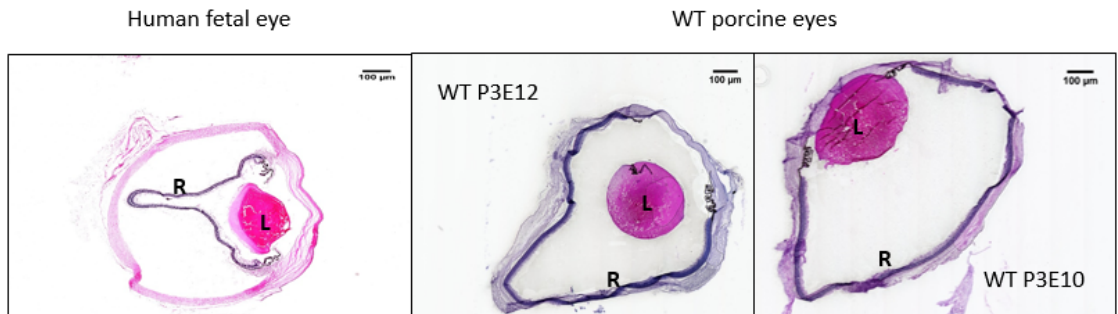 Human fetal eye
WT porcine eyes
100 µm
R
L
WT P3E12
100 µm
L
R
100 µm
L
R
WT P3E10